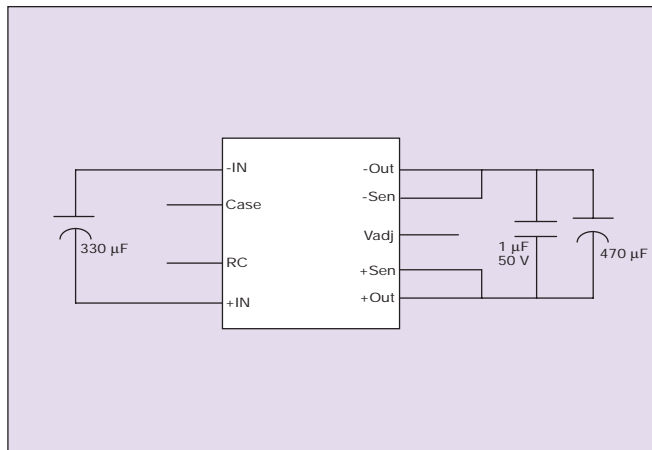 -IN
Case
RC
+IN
-Out
-Sen
Vadj
+Sen
+Out
330 µF
1 µF
50 V
470 µF